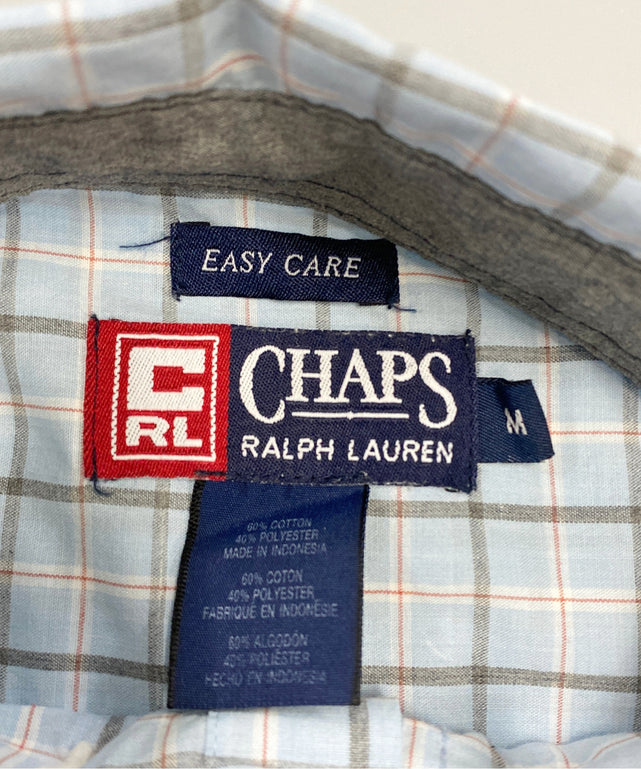 EASY CARE
C
RL
CHAPS
RALPH LAUREN
M
60% COTTON
40% POLYESTER
MADE IN INDONESIA
60% COTON
40% POLYESTER
FABRIQUÉ EN INDONÉSIE
60% ALGODÓN
40% POLIÉSTER
HECHO EN INDONESIA